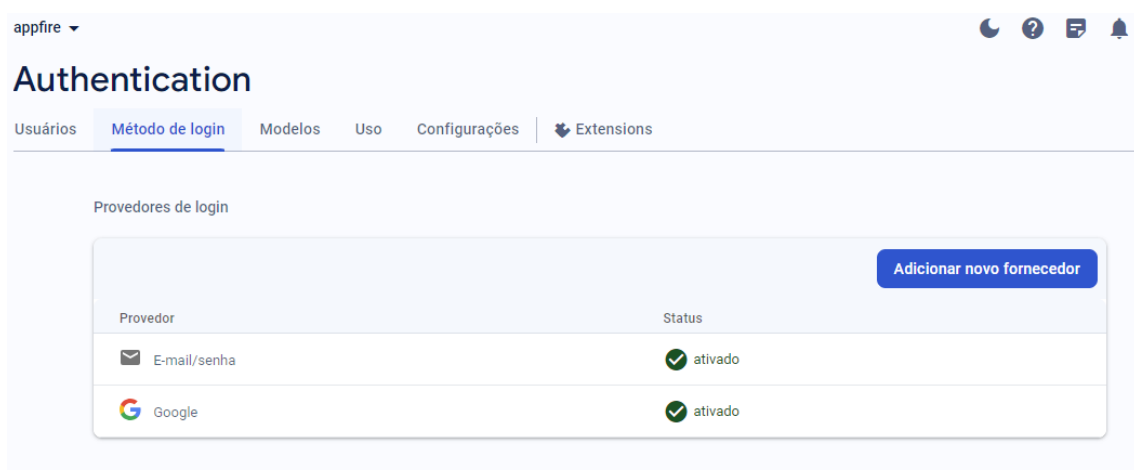 appfire
Authentication
Usuários Método de login Modelos Uso Configurações Extensions
Provedores de login
Adicionar novo fornecedor
Provedor Status
E-mail/senha ativado
Google ativado